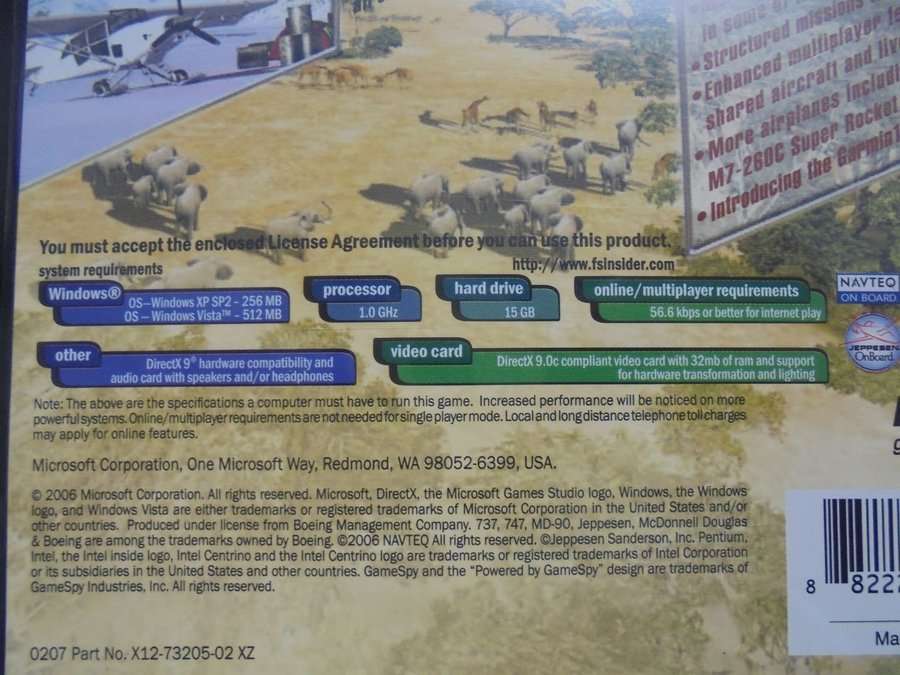 in some of
• Structured missions
• Enhanced multiplayer
shared aircraft and
• More airplanes
M7-260C Super Rocket
• Introducing the
You must accept the enclosed License Agreement before you can use this product.
system requirements
http://www.fsinsider.com
Windows®
OS—Windows XP SP2 - 256 MB
OS — Windows Vista™ - 512 MB
processor
1.0 GHz
hard drive
15 GB
online/multiplayer requirements
56.6 kbps or better for internet play
NAVTEQ
ON BOARD
other
DirectX 9® hardware compatibility and
audio card with speakers and/or headphones
video card
DirectX 9.0c compliant video card with 32mb of ram and support
for hardware transformation and lighting
JEPPESEN
OnBoard
Note: The above are the specifications a computer must have to run this game. Increased performance will be noticed on more
powerful systems. Online/multiplayer requirements are not needed for single player mode. Local and long distance telephone toll charges
may apply for online features.
Microsoft Corporation, One Microsoft Way, Redmond, WA 98052-6399, USA.
© 2006 Microsoft Corporation. All rights reserved. Microsoft, DirectX, the Microsoft Games Studio logo, Windows, the Windows
logo, and Windows Vista are either trademarks or registered trademarks of Microsoft Corporation in the United States and/or
other countries. Produced under license from Boeing Management Company. 737, 747, MD-90, Jeppesen, McDonnell Douglas
& Boeing are among the trademarks owned by Boeing. ©2006 NAVTEQ All rights reserved. ©Jeppesen Sanderson, Inc. Pentium,
Intel, the Intel inside logo, Intel Centrino and the Intel Centrino logo are trademarks or registered trademarks of Intel Corporation
or its subsidiaries in the United States and other countries. GameSpy and the “Powered by GameSpy” design are trademarks of
GameSpy Industries, Inc. All rights reserved.
8 8822
0207 Part No. X12-73205-02 XZ